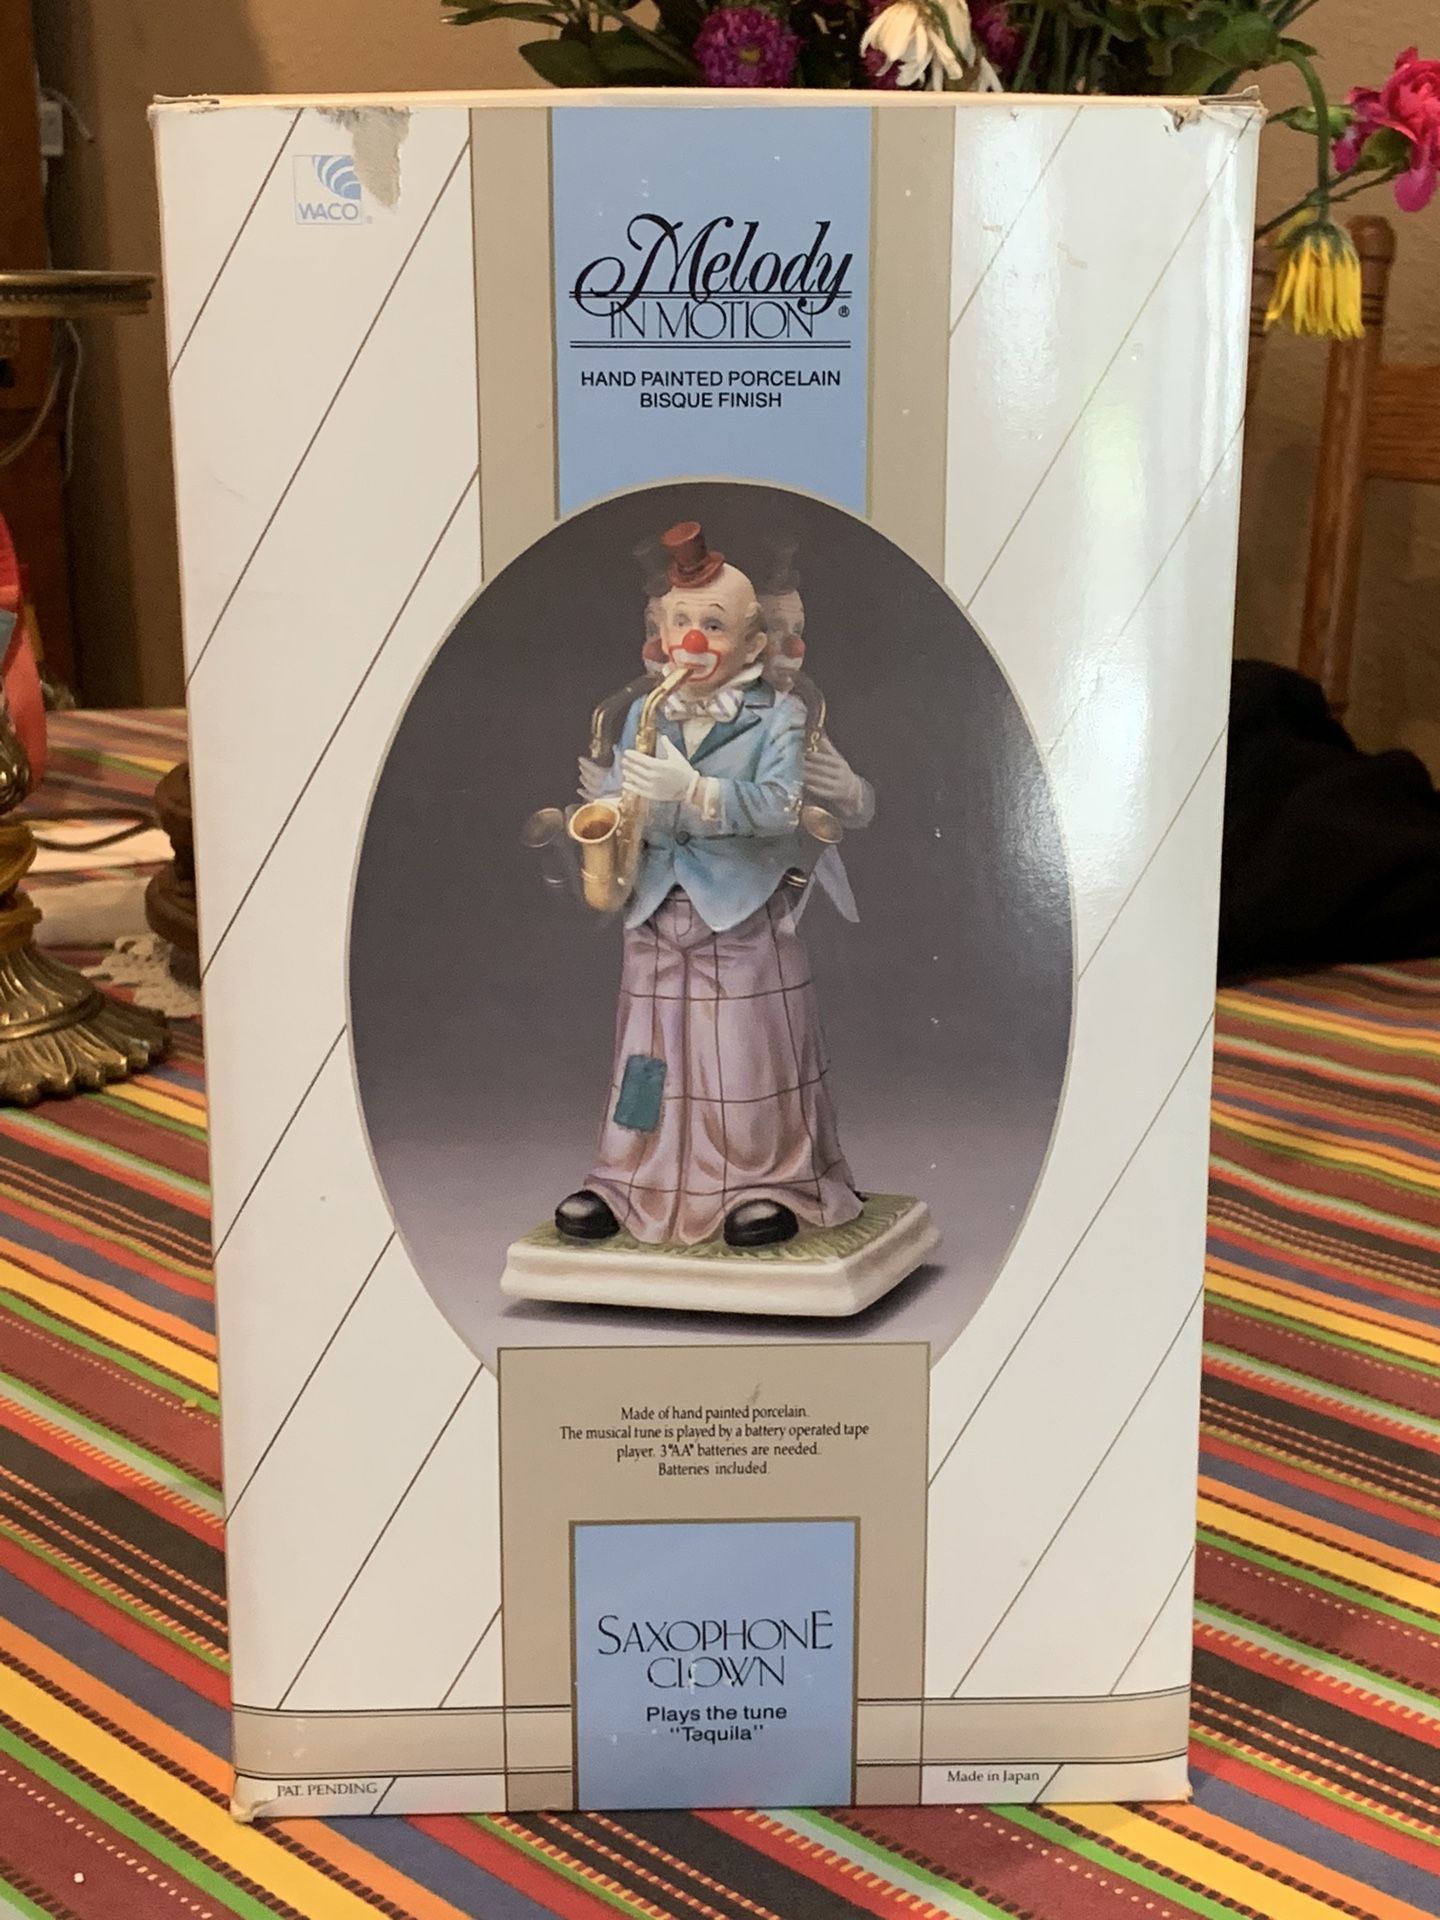 WACO®
Melody
IN MOTION®
HAND PAINTED PORCELAIN
BISQUE FINISH
Made of hand painted porcelain.
The musical tune is played by a battery operated tape
player. 3"AA" batteries are needed.
Batteries included.
SAXOPHONE
CLOWN
Plays the tune
"Tequila"
PAT. PENDING
Made in Japan